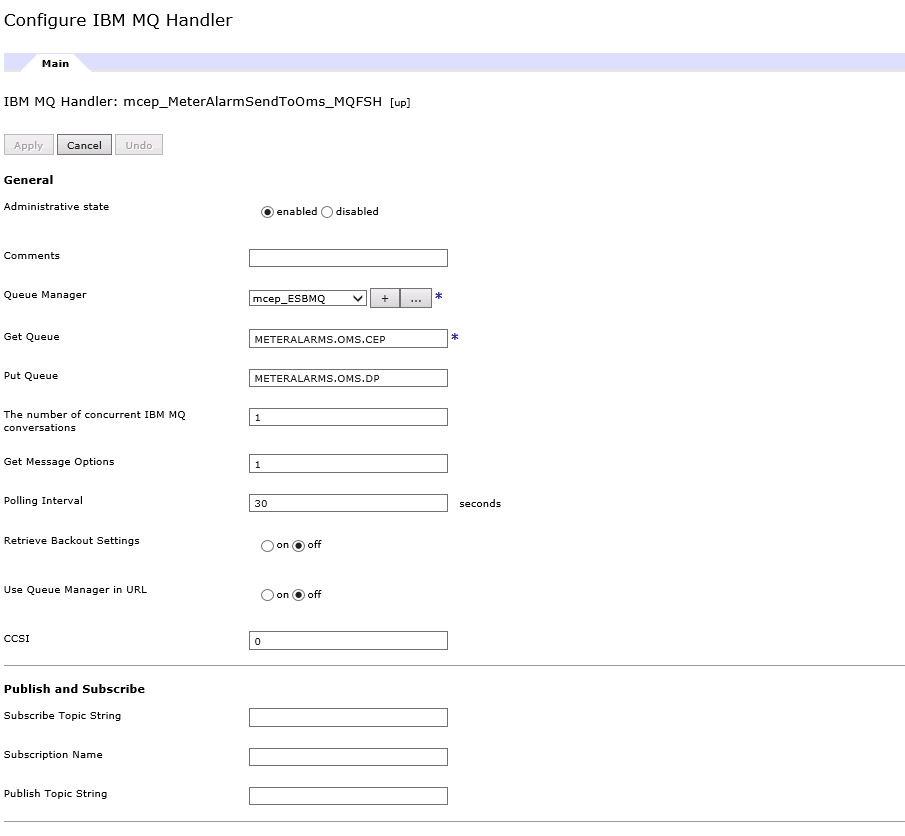 Configure IBM MQ Handler
Main
IBM MQ Handler: mcep_MeterAlarmSendToOms_MQFSH [up]
Apply Cancel Undo
General
Administrative state enabled disabled
Comments
Queue Manager mcep_ESBMQ + ... *
Get Queue METERALARMS.OMS.CEP *
Put Queue METERALARMS.OMS.DP
The number of concurrent IBM MQ
conversations 1
Get Message Options 1
Polling Interval 30 seconds
Retrieve Backout Settings on off
Use Queue Manager in URL on off
CCSI 0
Publish and Subscribe
Subscribe Topic String
Subscription Name
Publish Topic String